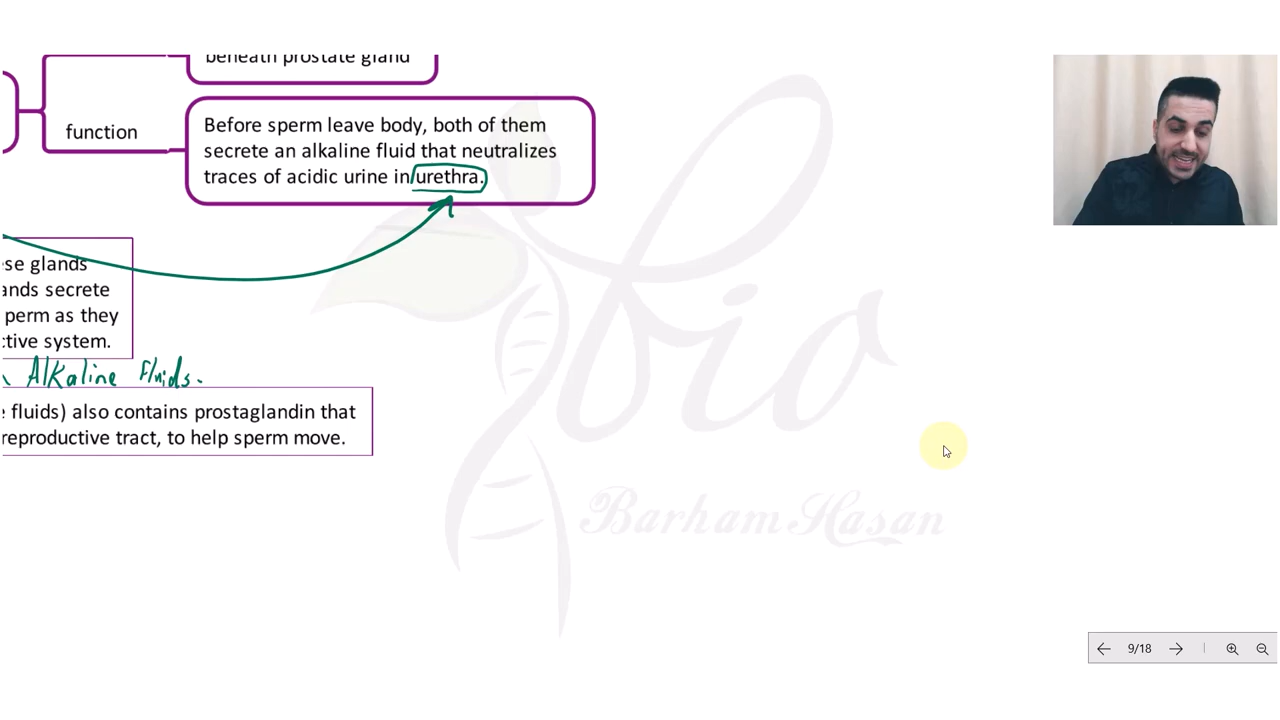 beneath prostate gland
function
Before sperm leave body, both of them
secrete an alkaline fluid that neutralizes
traces of acidic urine in urethra.
se glands
ands secrete
perm as they
ctive system.
Alkaline fluids.
fluids) also contains prostaglandin that
reproductive tract, to help sperm move.
bio
Barham Hasan
9/18